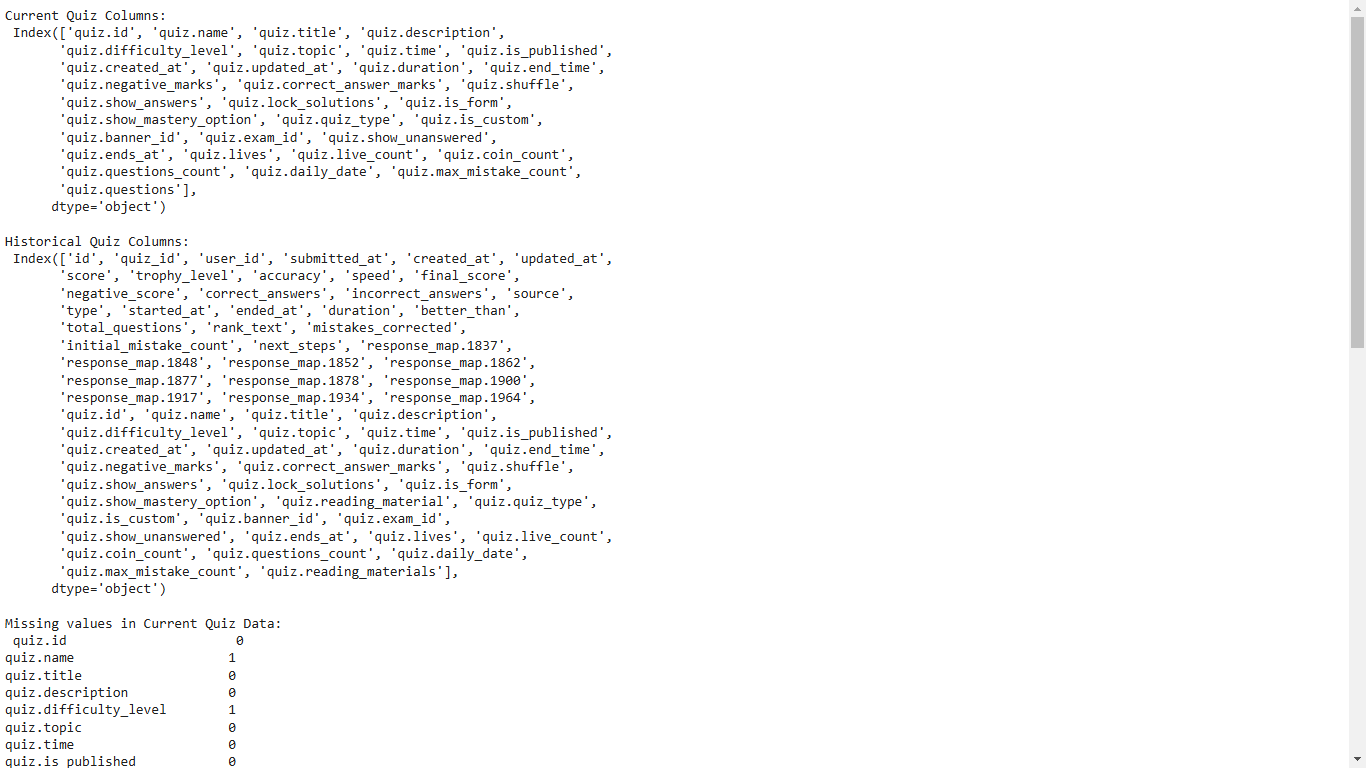 Current Quiz Columns:
 Index(['quiz.id', 'quiz.name', 'quiz.title', 'quiz.description',
       'quiz.difficulty_level', 'quiz.topic', 'quiz.time', 'quiz.is_published',
       'quiz.created_at', 'quiz.updated_at', 'quiz.duration', 'quiz.end_time',
       'quiz.negative_marks', 'quiz.correct_answer_marks', 'quiz.shuffle',
       'quiz.show_answers', 'quiz.lock_solutions', 'quiz.is_form',
       'quiz.show_mastery_option', 'quiz.quiz_type', 'quiz.is_custom',
       'quiz.banner_id', 'quiz.exam_id', 'quiz.show_unanswered',
       'quiz.ends_at', 'quiz.lives', 'quiz.live_count', 'quiz.coin_count',
       'quiz.questions_count', 'quiz.daily_date', 'quiz.max_mistake_count',
       'quiz.questions'],
      dtype='object')

Historical Quiz Columns:
 Index(['id', 'quiz_id', 'user_id', 'submitted_at', 'created_at', 'updated_at',
       'score', 'trophy_level', 'accuracy', 'speed', 'final_score',
       'negative_score', 'correct_answers', 'incorrect_answers', 'source',
       'type', 'started_at', 'ended_at', 'duration', 'better_than',
       'total_questions', 'rank_text', 'mistakes_corrected',
       'initial_mistake_count', 'next_steps', 'response_map.1837',
       'response_map.1848', 'response_map.1852', 'response_map.1862',
       'response_map.1877', 'response_map.1878', 'response_map.1900',
       'response_map.1917', 'response_map.1934', 'response_map.1964',
       'quiz.id', 'quiz.name', 'quiz.title', 'quiz.description',
       'quiz.difficulty_level', 'quiz.topic', 'quiz.time', 'quiz.is_published',
       'quiz.created_at', 'quiz.updated_at', 'quiz.duration', 'quiz.end_time',
       'quiz.negative_marks', 'quiz.correct_answer_marks', 'quiz.shuffle',
       'quiz.show_answers', 'quiz.lock_solutions', 'quiz.is_form',
       'quiz.show_mastery_option', 'quiz.reading_material', 'quiz.quiz_type',
       'quiz.is_custom', 'quiz.banner_id', 'quiz.exam_id',
       'quiz.show_unanswered', 'quiz.ends_at', 'quiz.lives', 'quiz.live_count',
       'quiz.coin_count', 'quiz.questions_count', 'quiz.daily_date',
       'quiz.max_mistake_count', 'quiz.reading_materials'],
      dtype='object')

Missing values in Current Quiz Data:
 quiz.id                      0
quiz.name                    1
quiz.title                   0
quiz.description             0
quiz.difficulty_level        1
quiz.topic                   0
quiz.time                    0
quiz.is_published            0